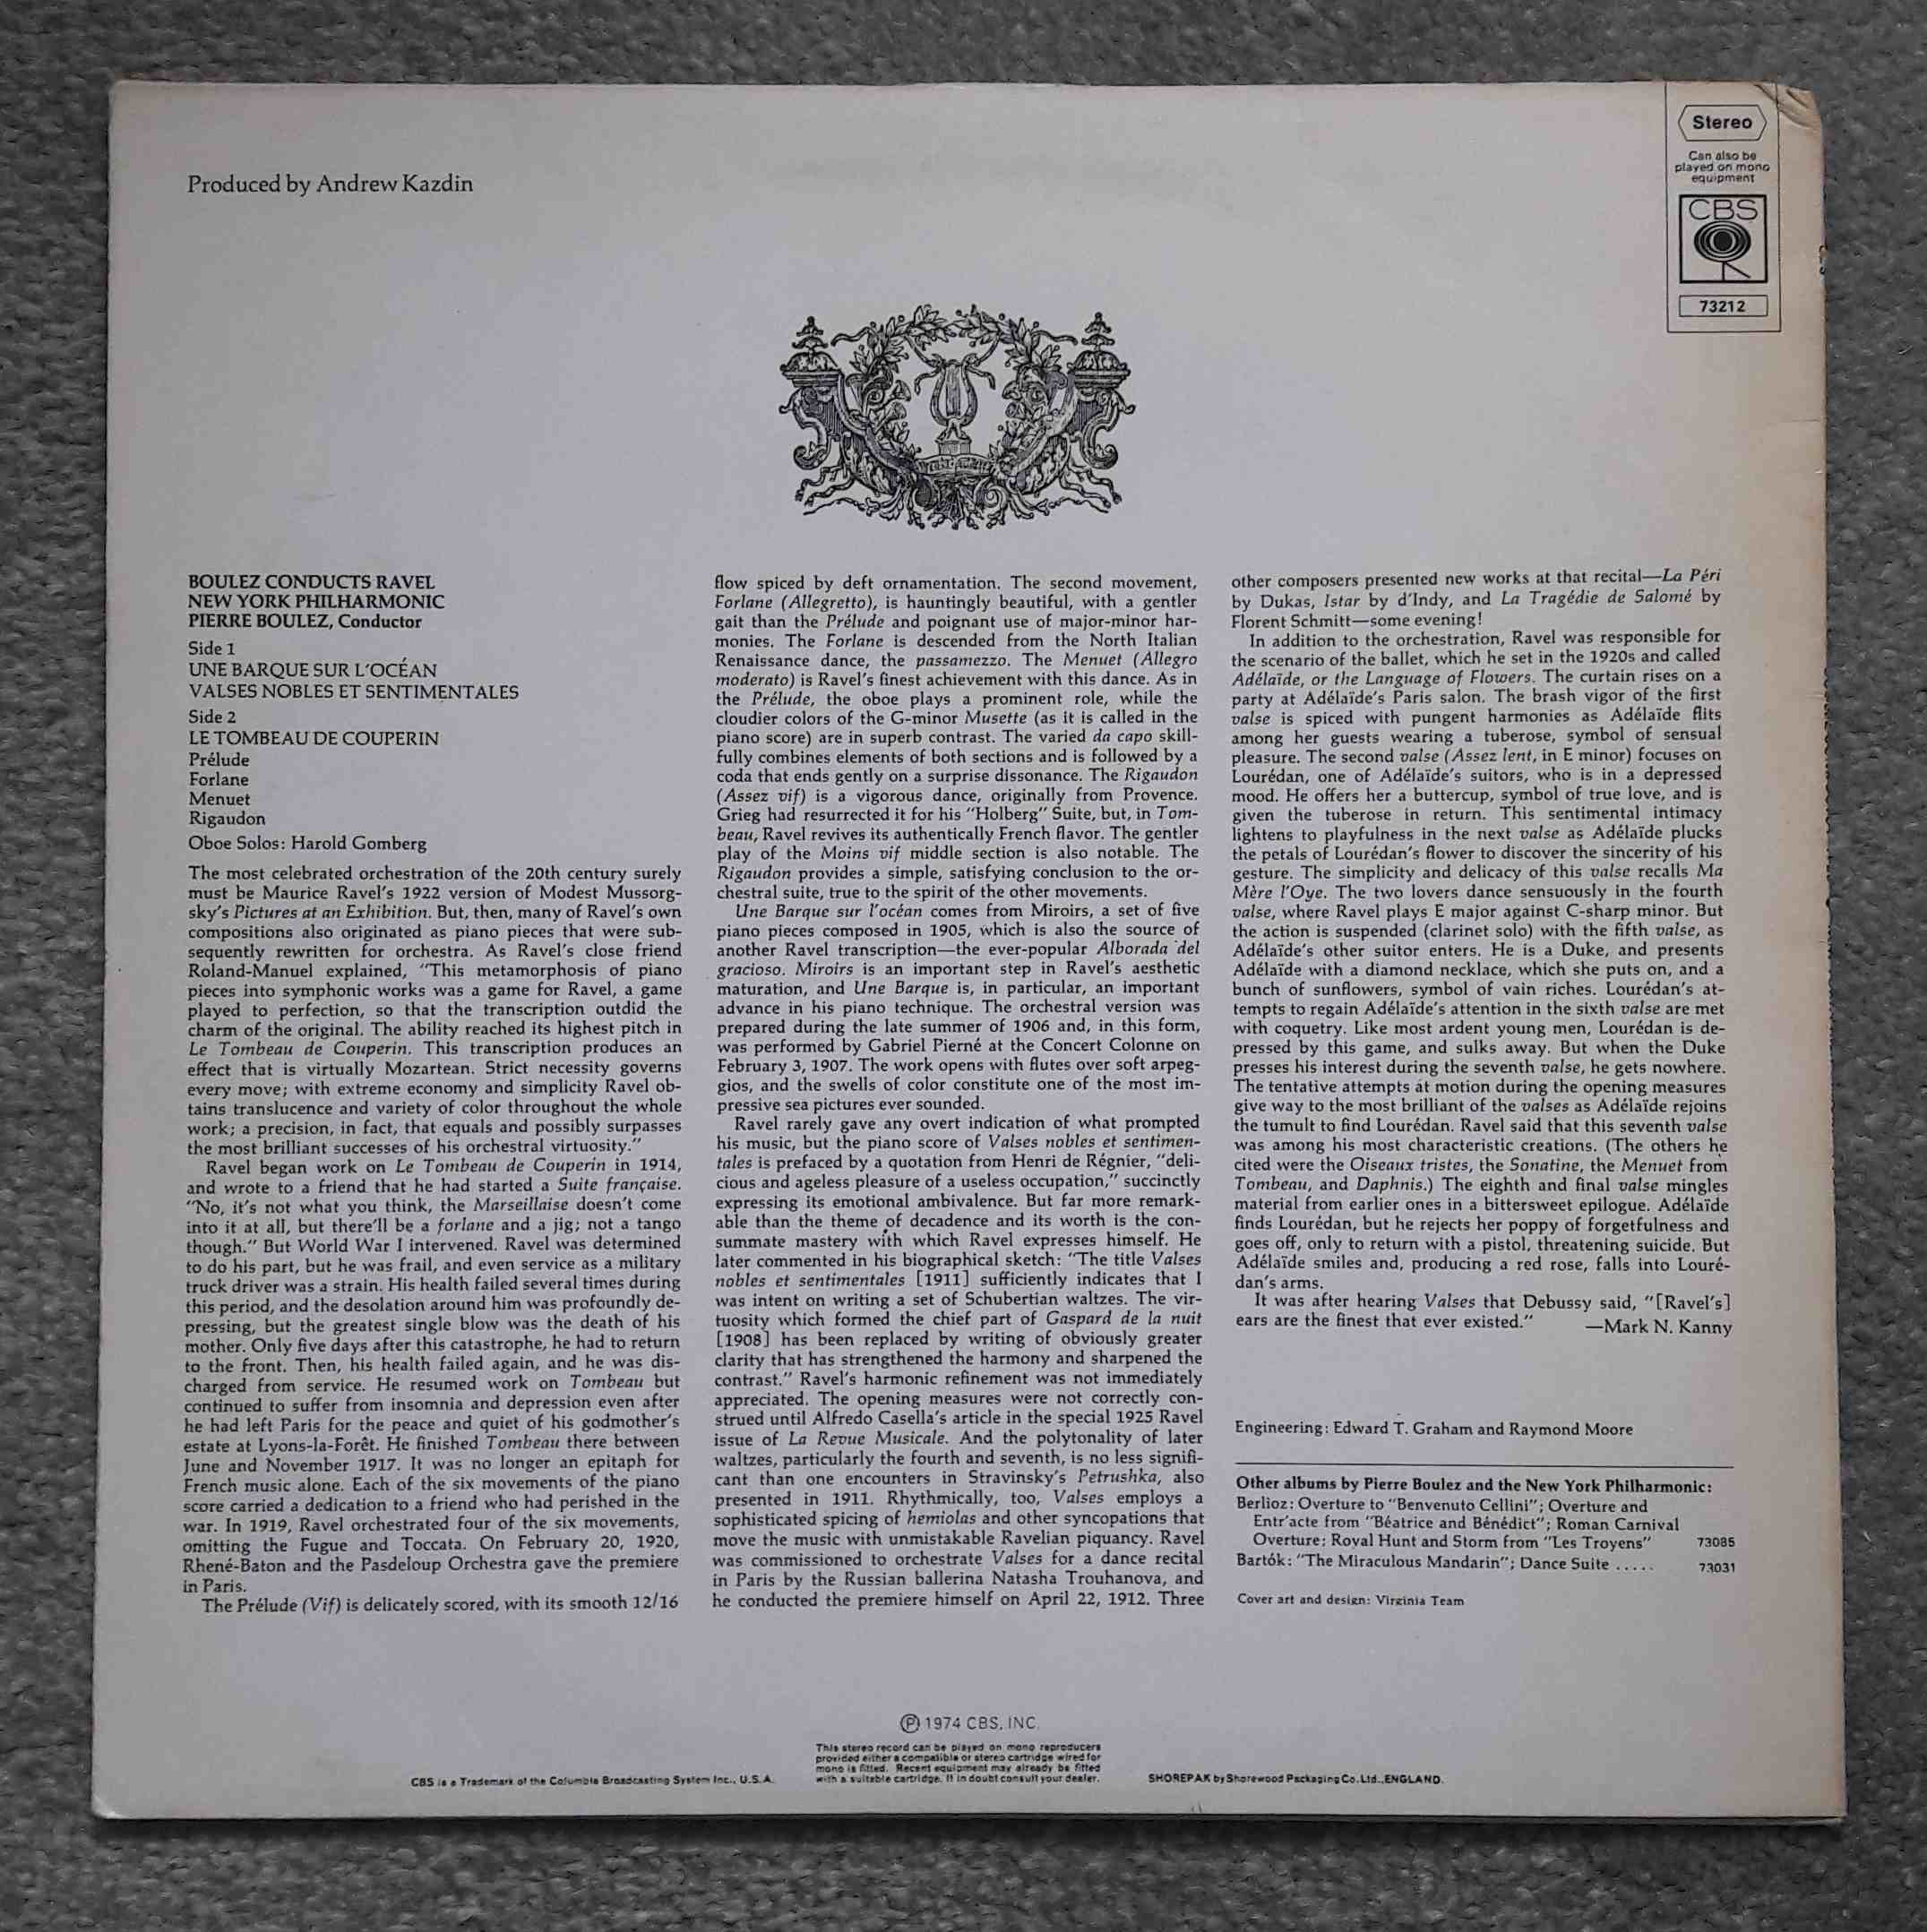 Stereo
Can also be
played on mono
equipment
CBS
73212
Produced by Andrew Kazdin
BOULEZ CONDUCTS RAVEL
NEW YORK PHILHARMONIC
PIERRE BOULEZ, Conductor
Side 1
UNE BARQUE SUR L'OCÉAN
VALSES NOBLES ET SENTIMENTALES
Side 2
LE TOMBEAU DE COUPERIN
Prélude
Forlane
Menuet
Rigaudon
Oboe Solos: Harold Gomberg
The most celebrated orchestration of the 20th century surely
must be Maurice Ravel's 1922 version of Modest Mussorg-
sky's Pictures at an Exhibition. But, then, many of Ravel's own
compositions also originated as piano pieces that were sub-
sequently rewritten for orchestra. As Ravel's close friend
Roland-Manuel explained, "This metamorphosis of piano
pieces into symphonic works was a game for Ravel, a game
played to perfection, so that the transcription outdid the
charm of the original. The ability reached its highest pitch in
Le Tombeau de Couperin. This transcription produces an
effect that is virtually Mozartean. Strict necessity governs
every move; with extreme economy and simplicity Ravel ob-
tains translucence and variety of color throughout the whole
work; a precision, in fact, that equals and possibly surpasses
the most brilliant successes of his orchestral virtuosity."
Ravel began work on Le Tombeau de Couperin in 1914,
and wrote to a friend that he had started a Suite française.
"No, it's not what you think, the Marseillaise doesn't come
into it at all, but there'll be a forlane and a jig; not a tango
though." But World War I intervened. Ravel was determined
to do his part, but he was frail, and even service as a military
truck driver was a strain. His health failed several times during
this period, and the desolation around him was profoundly de-
pressing, but the greatest single blow was the death of his
mother. Only five days after this catastrophe, he had to return
to the front. Then, his health failed again, and he was dis-
charged from service. He resumed work on Tombeau but
continued to suffer from insomnia and depression even after
he had left Paris for the peace and quiet of his godmother's
estate at Lyons-la-Forêt. He finished Tombeau there between
June and November 1917. It was no longer an epitaph for
French music alone. Each of the six movements of the piano
score carried a dedication to a friend who had perished in the
war. In 1919, Ravel orchestrated four of the six movements,
omitting the Fugue and Toccata. On February 20, 1920,
Rhené-Baton and the Pasdeloup Orchestra gave the premiere
in Paris.
The Prélude (Vif) is delicately scored, with its smooth 12/16
flow spiced by deft ornamentation. The second movement,
Forlane (Allegretto), is hauntingly beautiful, with a gentler
gait than the Prélude and poignant use of major-minor har-
monies. The Forlane is descended from the North Italian
Renaissance dance, the passamezzo. The Menuet (Allegro
moderato) is Ravel's finest achievement with this dance. As in
the Prélude, the oboe plays a prominent role, while the
cloudier colors of the G-minor Musette (as it is called in the
piano score) are in superb contrast. The varied da capo skill-
fully combines elements of both sections and is followed by a
coda that ends gently on a surprise dissonance. The Rigaudon
(Assez vif) is a vigorous dance, originally from Provence.
Grieg had resurrected it for his "Holberg" Suite, but, in Tom-
beau, Ravel revives its authentically French flavor. The gentler
play of the Moins vif middle section is also notable. The
Rigaudon provides a simple, satisfying conclusion to the or-
chestral suite, true to the spirit of the other movements.
Une Barque sur l'océan comes from Miroirs, a set of five
piano pieces composed in 1905, which is also the source of
another Ravel transcription—the ever-popular Alborada del
gracioso. Miroirs is an important step in Ravel's aesthetic
maturation, and Une Barque is, in particular, an important
advance in his piano technique. The orchestral version was
prepared during the late summer of 1906 and, in this form,
was performed by Gabriel Pierné at the Concert Colonne on
February 3, 1907. The work opens with flutes over soft arpeg-
gios, and the swells of color constitute one of the most im-
pressive sea pictures ever sounded.
Ravel rarely gave any overt indication of what prompted
his music, but the piano score of Valses nobles et sentimen-
tales is prefaced by a quotation from Henri de Régnier, "deli-
cious and ageless pleasure of a useless occupation," succinctly
expressing its emotional ambivalence. But far more remark-
able than the theme of decadence and its worth is the con-
summate mastery with which Ravel expresses himself. He
later commented in his biographical sketch: "The title Valses
nobles et sentimentales [1911] sufficiently indicates that I
was intent on writing a set of Schubertian waltzes. The vir-
tuosity which formed the chief part of Gaspard de la nuit
[1908] has been replaced by writing of obviously greater
clarity that has strengthened the harmony and sharpened the
contrast." Ravel's harmonic refinement was not immediately
appreciated. The opening measures were not correctly con-
strued until Alfredo Casella's article in the special 1925 Ravel
issue of La Revue Musicale. And the polytonality of later
waltzes, particularly the fourth and seventh, is no less signifi-
cant than one encounters in Stravinsky's Petrushka, also
presented in 1911. Rhythmically, too, Valses employs a
sophisticated spicing of hemiolas and other syncopations that
move the music with unmistakable Ravelian piquancy. Ravel
was commissioned to orchestrate Valses for a dance recital
in Paris by the Russian ballerina Natasha Trouhanova, and
he conducted the premiere himself on April 22, 1912. Three
other composers presented new works at that recital—La Péri
by Dukas, Istar by d'Indy, and La Tragédie de Salomé by
Florent Schmitt—some evening!
In addition to the orchestration, Ravel was responsible for
the scenario of the ballet, which he set in the 1920s and called
Adélaïde, or the Language of Flowers. The curtain rises on a
party at Adélaïde's Paris salon. The brash vigor of the first
valse is spiced with pungent harmonies as Adélaïde flits
among her guests wearing a tuberose, symbol of sensual
pleasure. The second valse (Assez lent, in E minor) focuses on
Lourédan, one of Adélaïde's suitors, who is in a depressed
mood. He offers her a buttercup, symbol of true love, and is
given the tuberose in return. This sentimental intimacy
lightens to playfulness in the next valse as Adélaïde plucks
the petals of Lourédan's flower to discover the sincerity of his
gesture. The simplicity and delicacy of this valse recalls Ma
Mère l'Oye. The two lovers dance sensuously in the fourth
valse, where Ravel plays E major against C-sharp minor. But
the action is suspended (clarinet solo) with the fifth valse, as
Adélaïde's other suitor enters. He is a Duke, and presents
Adélaïde with a diamond necklace, which she puts on, and a
bunch of sunflowers, symbol of vain riches. Lourédan's at-
tempts to regain Adélaïde's attention in the sixth valse are met
with coquetry. Like most ardent young men, Lourédan is de-
pressed by this game, and sulks away. But when the Duke
presses his interest during the seventh valse, he gets nowhere.
The tentative attempts at motion during the opening measures
give way to the most brilliant of the valses as Adélaïde rejoins
the tumult to find Lourédan. Ravel said that this seventh valse
was among his most characteristic creations. (The others he
cited were the Oiseaux tristes, the Sonatine, the Menuet from
Tombeau, and Daphnis.) The eighth and final valse mingles
material from earlier ones in a bittersweet epilogue. Adélaïde
finds Lourédan, but he rejects her poppy of forgetfulness and
goes off, only to return with a pistol, threatening suicide. But
Adélaïde smiles and, producing a red rose, falls into Louré-
dan's arms.
It was after hearing Valses that Debussy said, "[Ravel's]
ears are the finest that ever existed." —Mark N. Kanny
Engineering: Edward T. Graham and Raymond Moore
Other albums by Pierre Boulez and the New York Philharmonic:
Berlioz: Overture to "Benvenuto Cellini"; Overture and
Entr'acte from "Béatrice and Bénédict"; Roman Carnival
Overture; Royal Hunt and Storm from "Les Troyens" 73085
Bartók: "The Miraculous Mandarin"; Dance Suite ..... 73031
Cover art and design: Virginia Team
Ⓟ 1974 CBS, INC.
This stereo record can be played on mono reproducers
provided either a compatible or stereo cartridge wired for
mono is fitted. Recent equipment may already be fitted
with a suitable cartridge. If in doubt consult your dealer.
CBS is a Trademark of the Columbia Broadcasting System Inc., U.S.A.
SHOREPAK by Shorewood Packaging Co. Ltd., ENGLAND.